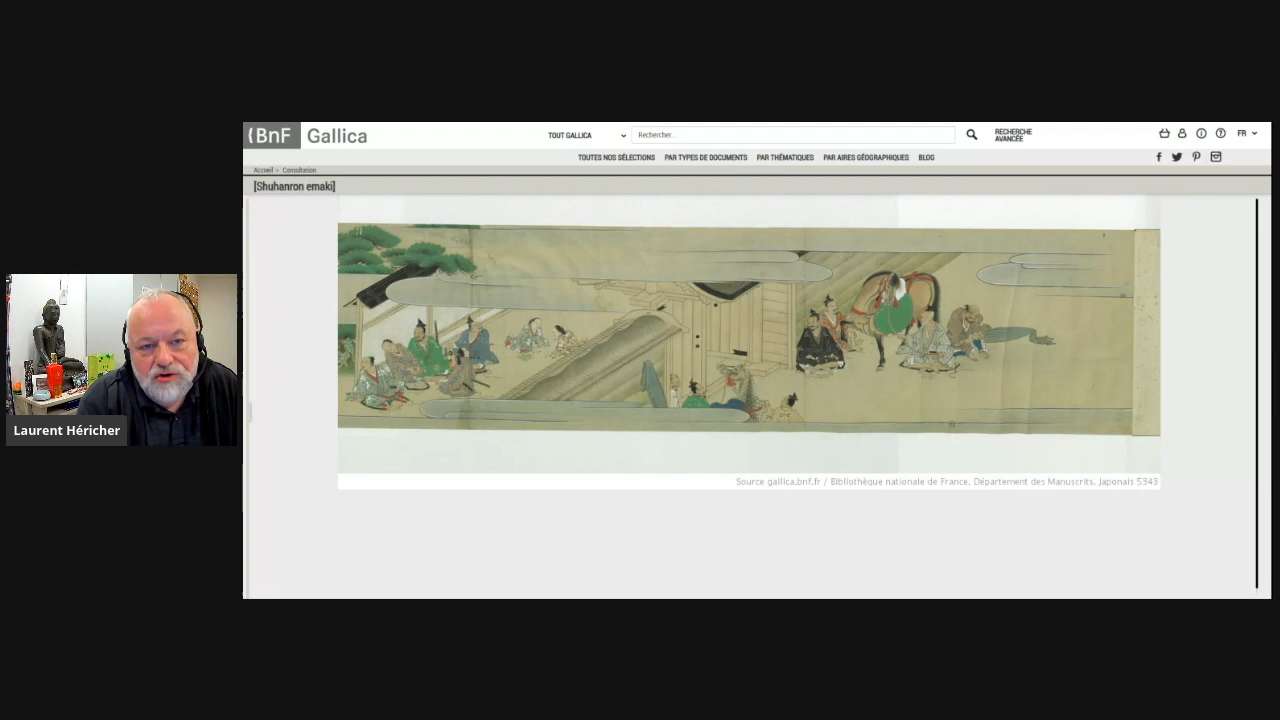 (BnF Gallica
TOUT GALLICA
Rechercher...
RECHERCHE
AVANCÉE
FR
TOUTES NOS SÉLECTIONS PAR TYPES DE DOCUMENTS PAR THÉMATIQUES PAR AIRES GÉOGRAPHIQUES BLOG
Accueil › Consultation
[Shuhanron emaki]
Laurent Héricher
Source gallica.bnf.fr / Bibliothèque nationale de France. Département des Manuscrits. Japonais 5343